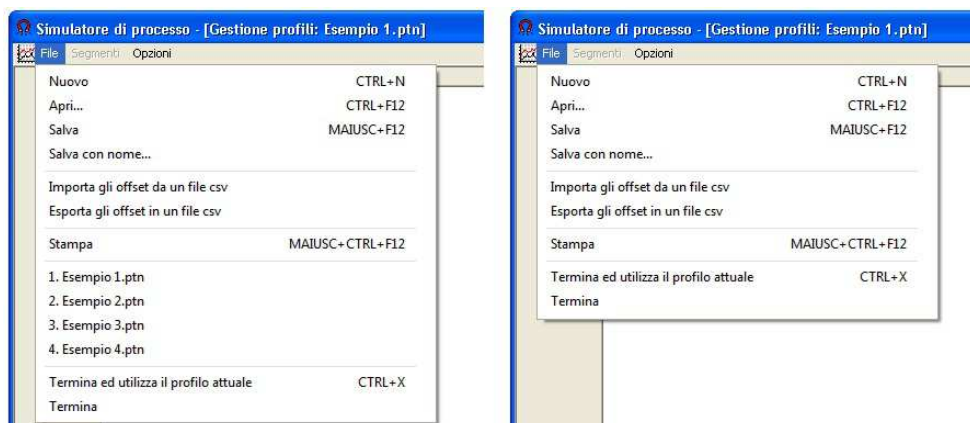 Simulatore di processo - [Gestione profili: Esempio 1.ptn]
File Segmenti Opzioni
Nuovo CTRL+N
Apri... CTRL+F12
Salva MAIUSC+F12
Salva con nome...
Importa gli offset da un file csv
Esporta gli offset in un file csv
Stampa MAIUSC+CTRL+F12
1. Esempio 1.ptn
2. Esempio 2.ptn
3. Esempio 3.ptn
4. Esempio 4.ptn
Termina ed utilizza il profilo attuale CTRL+X
Termina
Simulatore di processo - [Gestione profili: Esempio 1.ptn]
File Segmenti Opzioni
Nuovo CTRL+N
Apri... CTRL+F12
Salva MAIUSC+F12
Salva con nome...
Importa gli offset da un file csv
Esporta gli offset in un file csv
Stampa MAIUSC+CTRL+F12
Termina ed utilizza il profilo attuale CTRL+X
Termina